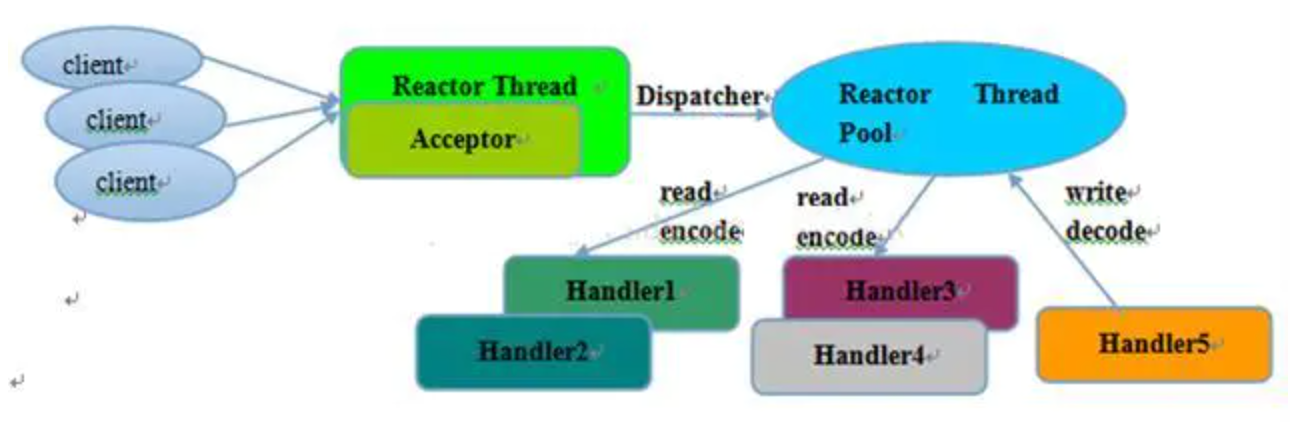 client
client
client
Reactor Thread
Acceptor
Dispatcher
Reactor Thread
Pool
read
encode
read
encode
write
decode
Handler1
Handler2
Handler3
Handler4
Handler5